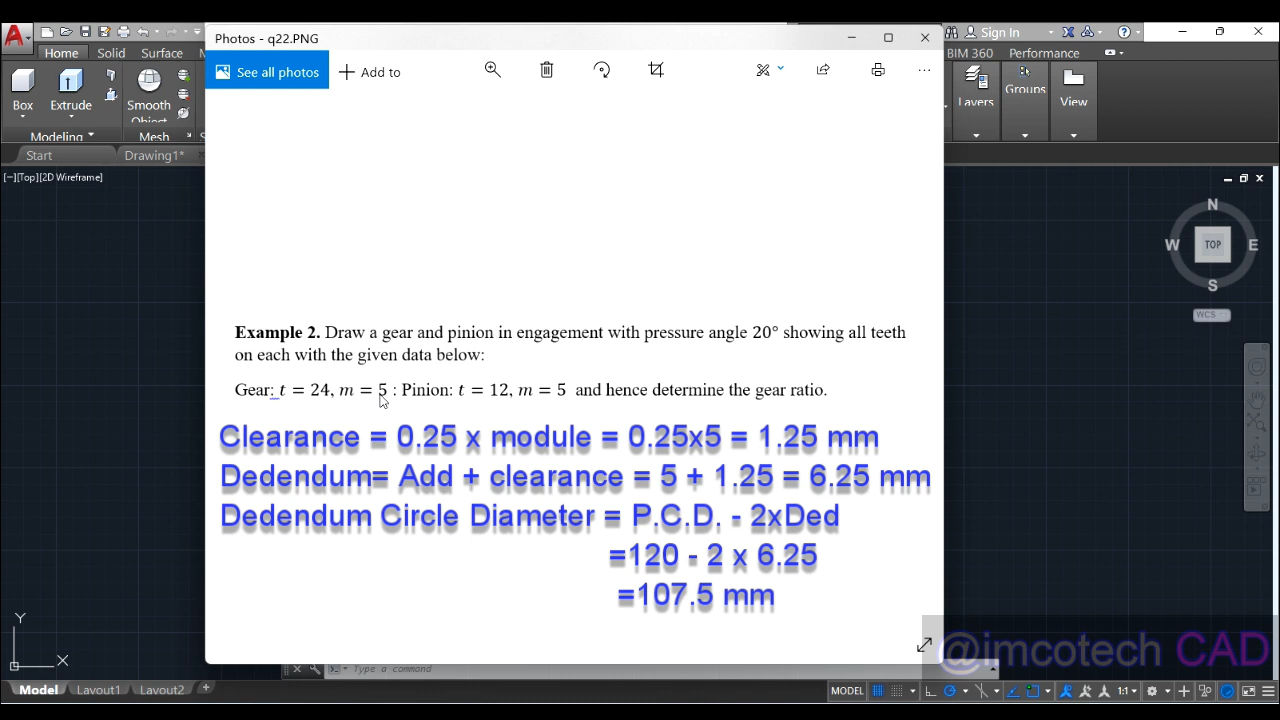 Photos - q22.PNG
Sign In
See all photos
Add to
Home
Solid
Surface
BIM 360
Performance
Box
Extrude
Smooth
Object
Layers
Groups
View
Modeling
Mesh
Start
Drawing1*
[−][Top][2D Wireframe]
N
W
TOP
E
S
WCS
Example 2. Draw a gear and pinion in engagement with pressure angle 20° showing all teeth
on each with the given data below:
Gear: t = 24, m = 5 : Pinion: t = 12, m = 5 and hence determine the gear ratio.
Clearance = 0.25 x module = 0.25x5 = 1.25 mm
Dedendum= Add + clearance = 5 + 1.25 = 6.25 mm
Dedendum Circle Diameter = P.C.D. - 2xDed
=120 - 2 x 6.25
=107.5 mm
Y
X
@imcotech CAD
Type a command
Model
Layout1
Layout2
+
MODEL
1:1